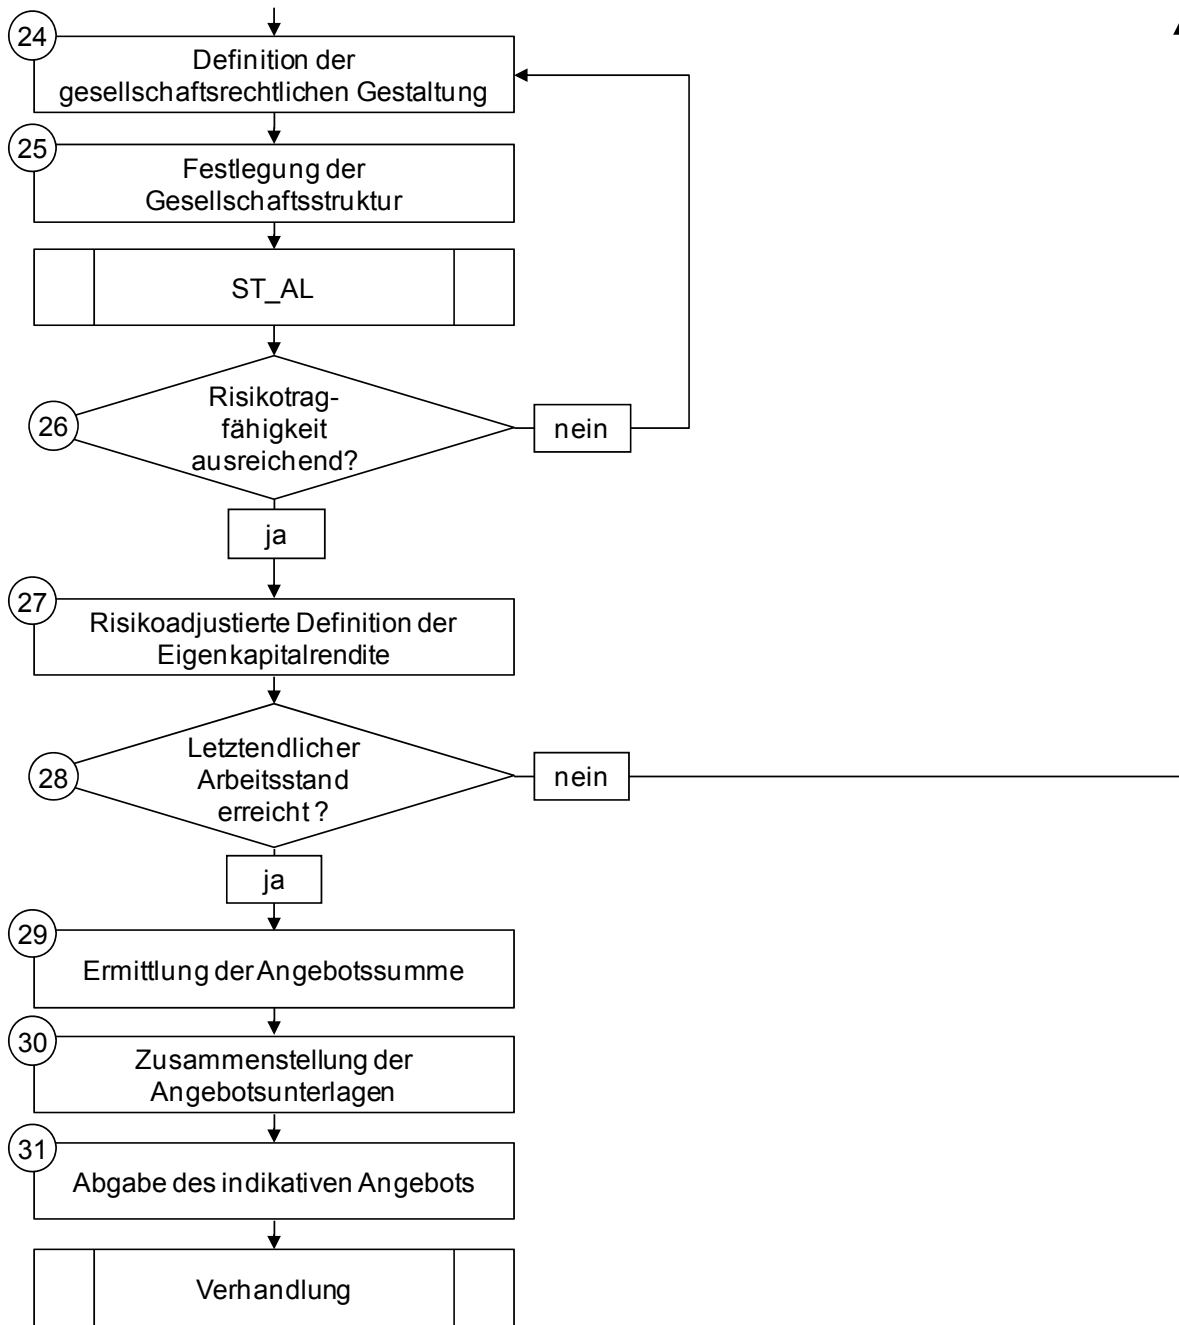 24
Definition der
gesellschaftsrechtlichen Gestaltung
25
Festlegung der
Gesellschaftsstruktur
ST_AL
26
Risikotrag-
fähigkeit
ausreichend?
nein
ja
27
Risikoadjustierte Definition der
Eigenkapitalrendite
28
Letztendlicher
Arbeitsstand
erreicht ?
nein
ja
29
Ermittlung der Angebotssumme
30
Zusammenstellung der
Angebotsunterlagen
31
Abgabe des indikativen Angebots
Verhandlung